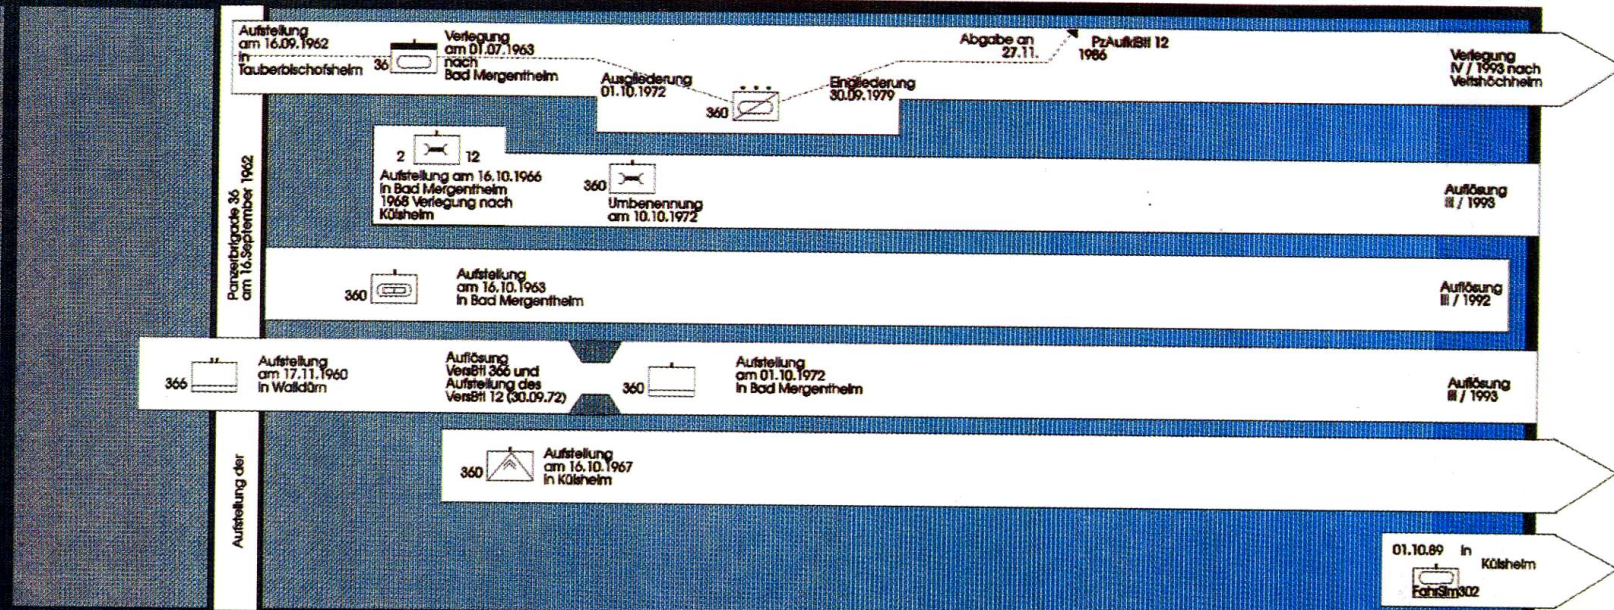 Aufstellung
am 16.09.1962
in
Tauberbischofsheim
36
Verlegung
am 01.07.1963
nach
Bad Mergentheim
Ausgliederung
01.10.1972
360
Eingliederung
30.09.1979
Abgabe an
27.11.
PzAufklBtl 12
1986
Verlegung
IV / 1993 nach
Veitshöchheim
Panzerbrigade 36
am 16.September 1962
2
12
Aufstellung am 16.10.1966
in Bad Mergentheim
1968 Verlegung nach
Külsheim
360
Umbenennung
am 10.10.1972
Auflösung
III / 1993
360
Aufstellung
am 16.10.1963
in Bad Mergentheim
Auflösung
III / 1992
366
Aufstellung
am 17.11.1960
in Walldürn
Auflösung
VersBtl 366 und
Aufstellung des
VersBtl 12 (30.09.72)
360
Aufstellung
am 01.10.1972
in Bad Mergentheim
Auflösung
III / 1993
Aufstellung der
360
Aufstellung
am 16.10.1967
in Külsheim
01.10.89 in
Külsheim
FahrSim302